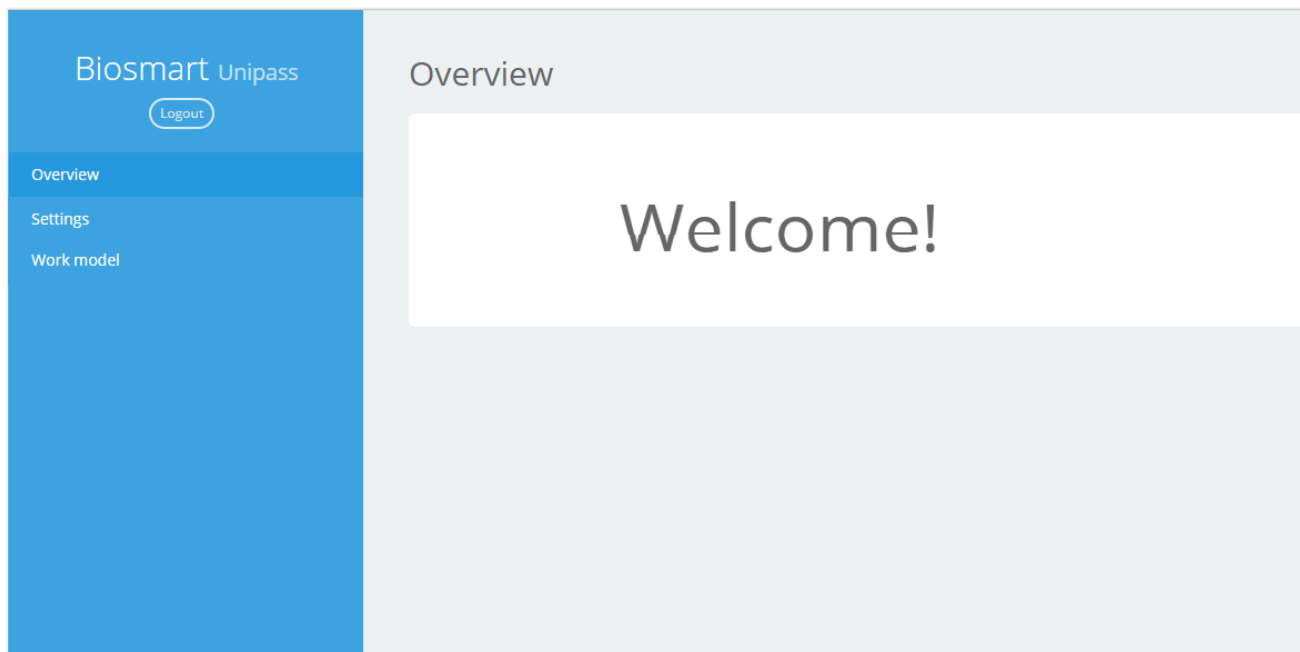 Biosmart Unipass
Logout
Overview
Settings
Work model
Overview
Welcome!